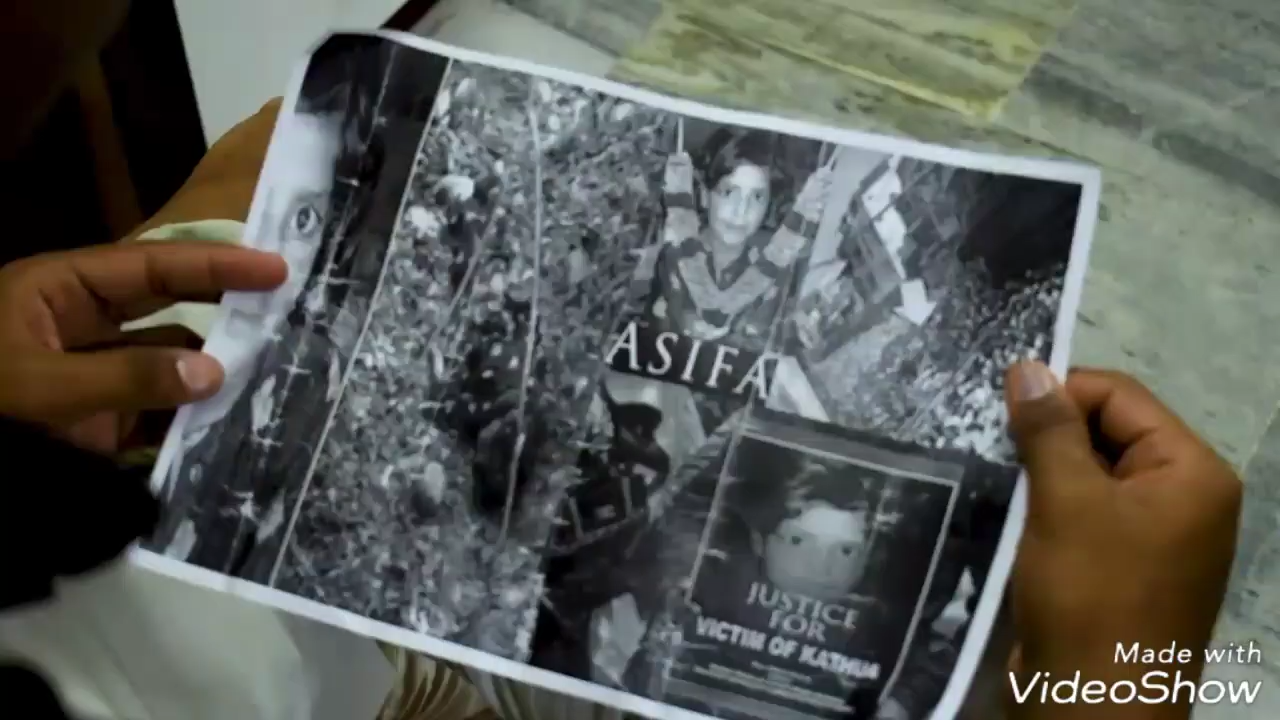 ASIFA
JUSTICE
FOR
VICTIM OF KATHUA
Made with
VideoShow